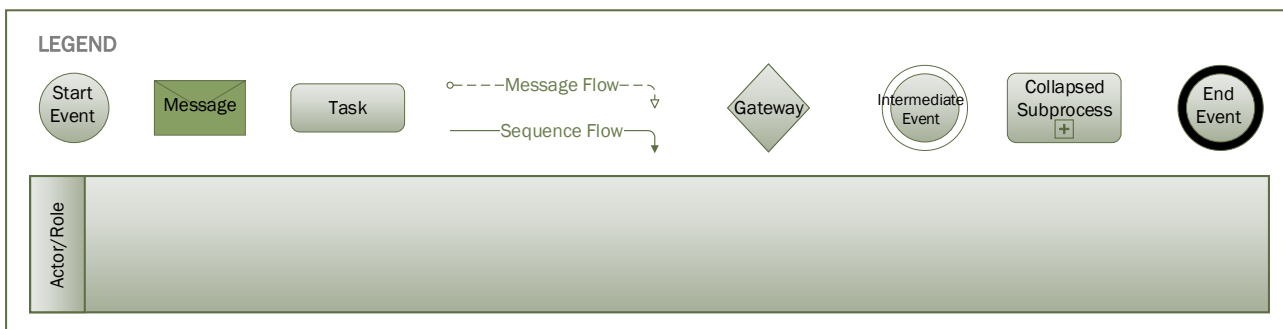 LEGEND
Start
Event
Message
Task
Message Flow
Sequence Flow
Gateway
Intermediate
Event
Collapsed
Subprocess
+
End
Event
Actor/Role